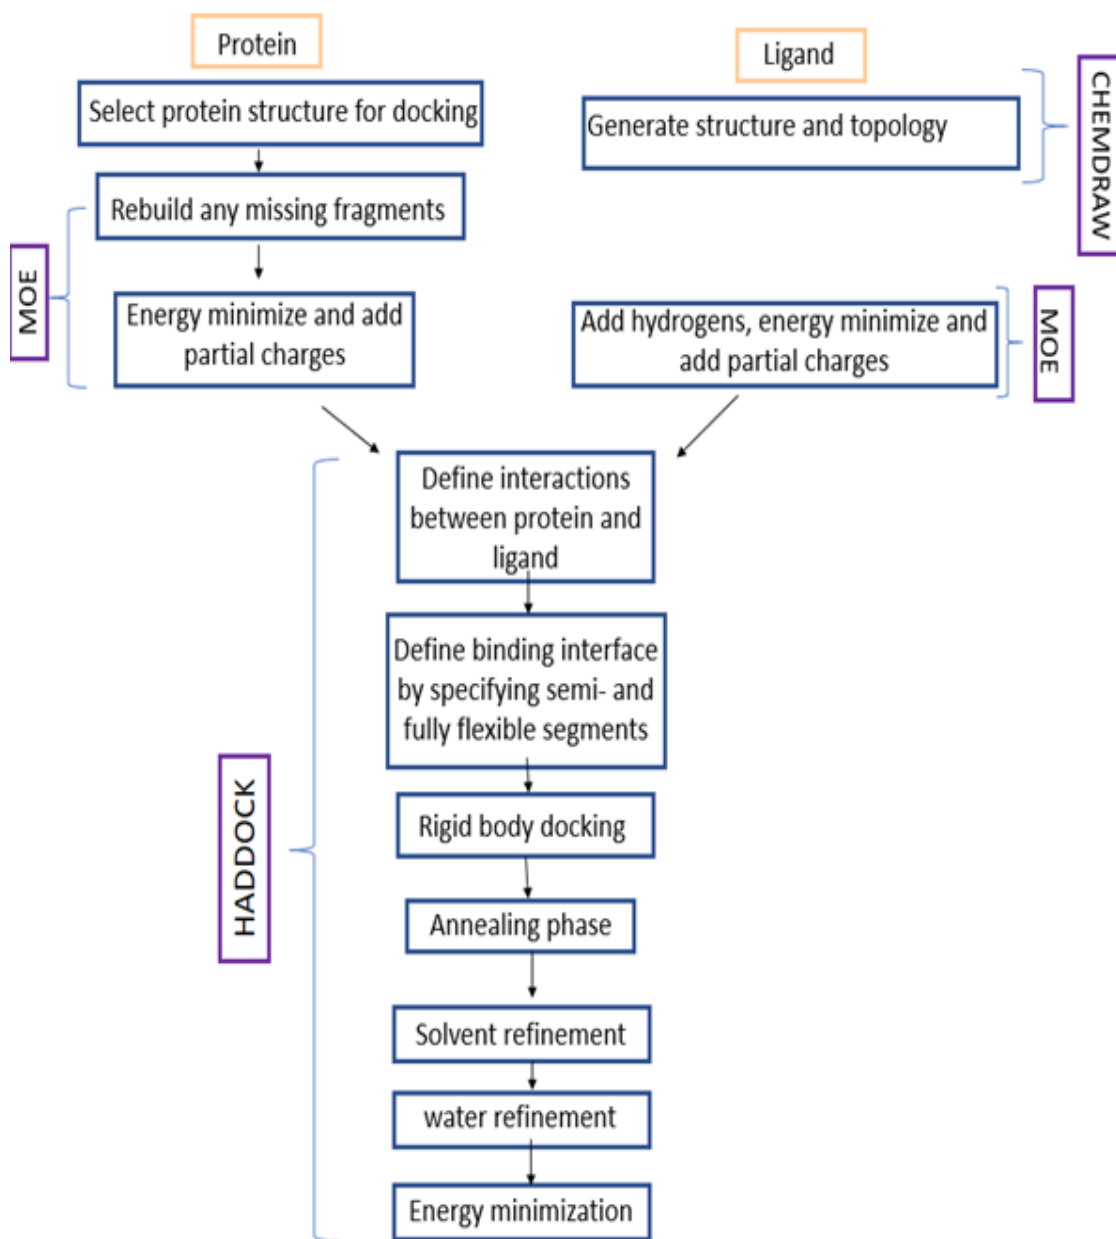 Protein
Ligand
Select protein structure for docking
Generate structure and topology
CHEMDRAW
Rebuild any missing fragments
MOE
Energy minimize and add
partial charges
Add hydrogens, energy minimize and
add partial charges
MOE
Define interactions
between protein and
ligand
Define binding interface
by specifying semi- and
fully flexible segments
HADDOCK
Rigid body docking
Annealing phase
Solvent refinement
water refinement
Energy minimization